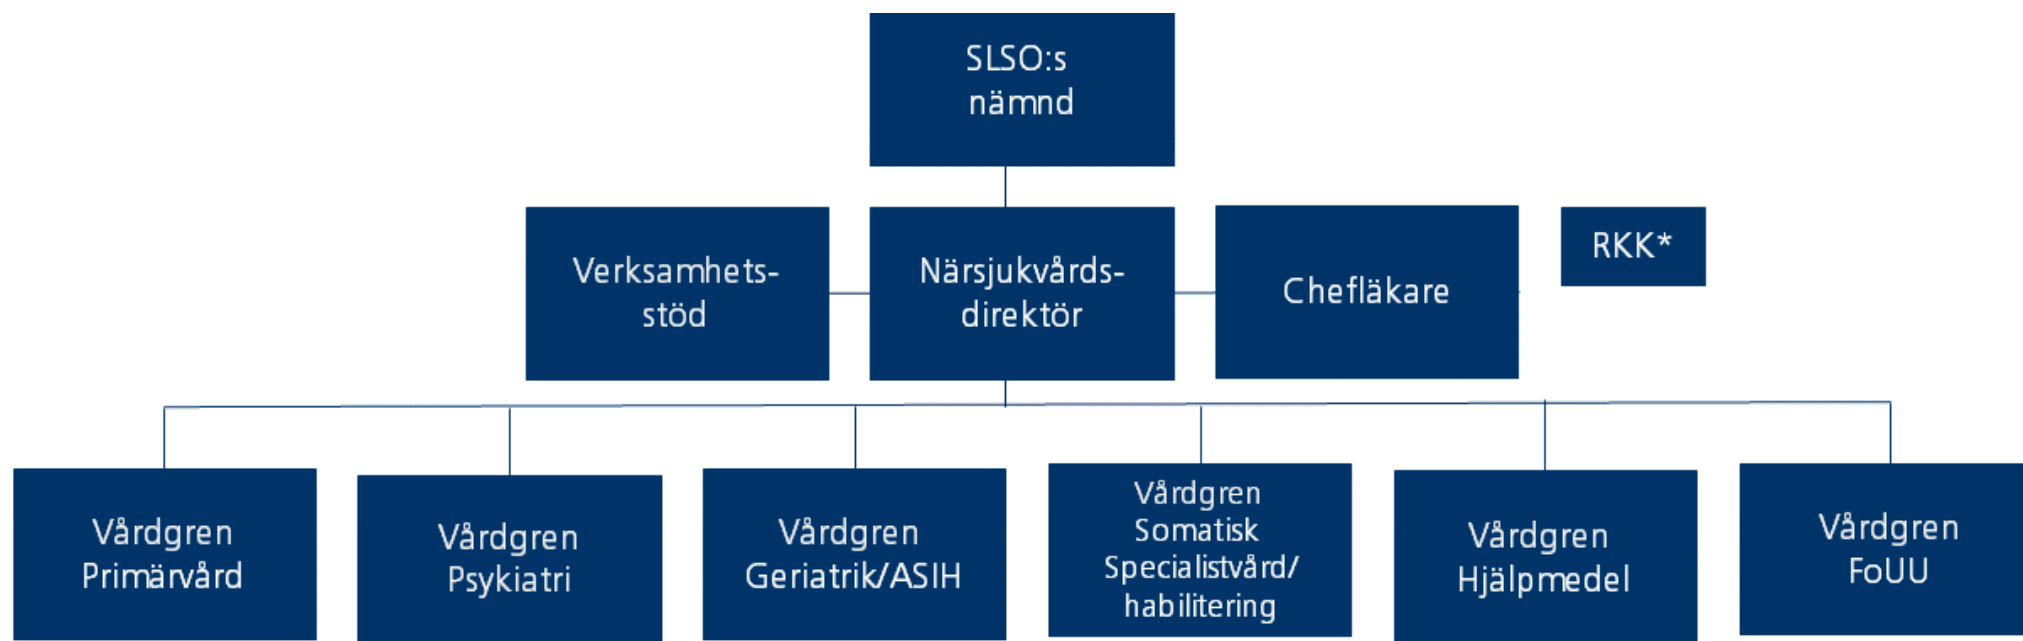 SLSO:s
nämnd
Verksamhets-
stöd
Närsjukvårds-
direktör
Chefläkare
RKK*
Vårdgren
Primärvård
Vårdgren
Psykiatri
Vårdgren
Geriatrik/ASIH
Vårdgren
Somatisk
Specialistvård/
habilitering
Vårdgren
Hjälpmedel
Vårdgren
FoUU